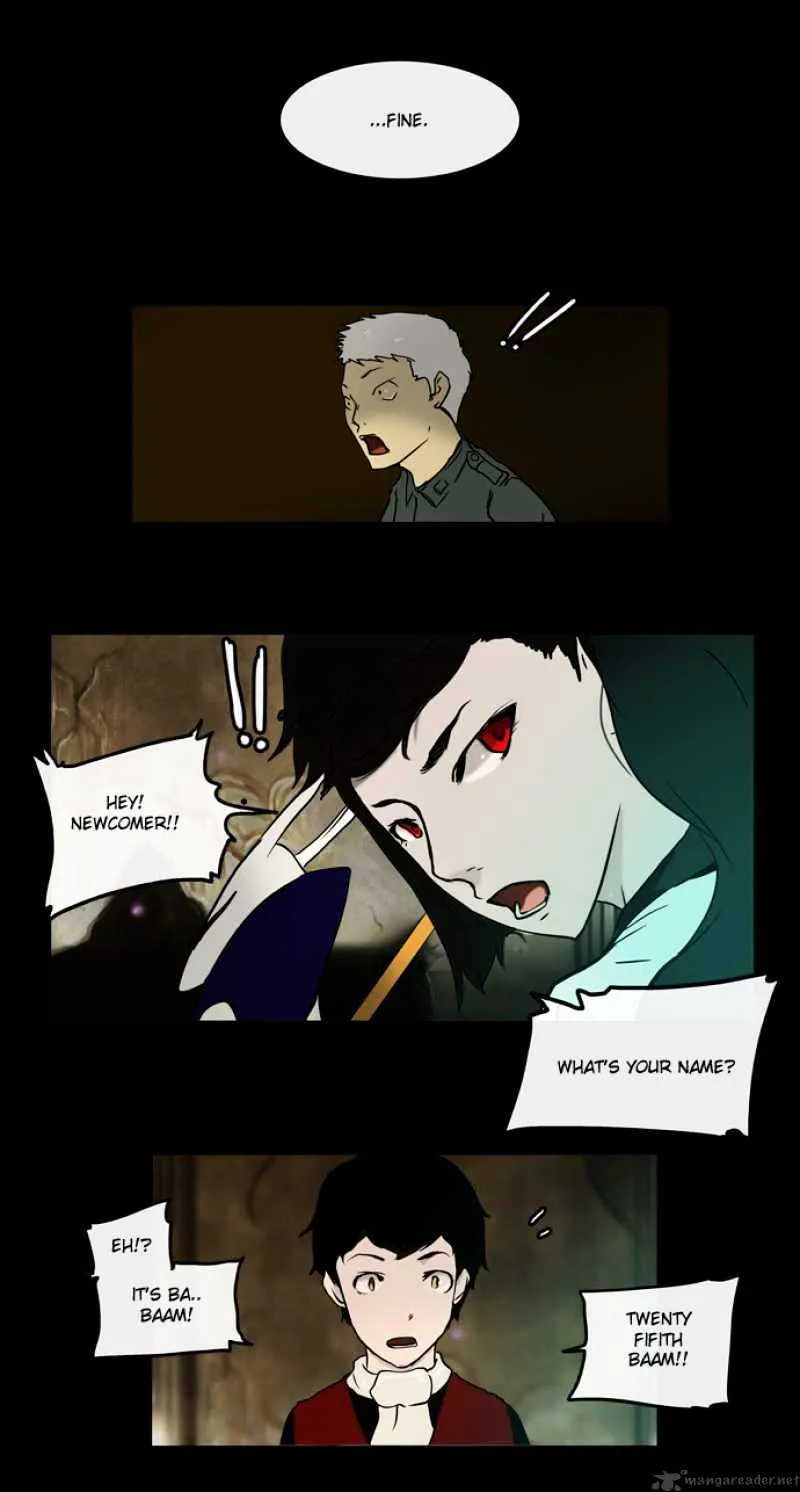 ...FINE.
HEY!
NEWCOMER!!
WHAT'S YOUR NAME?
EH!?
IT'S BA..
BAAM!
TWENTY
FIFITH
BAAM!!
mangareader.net